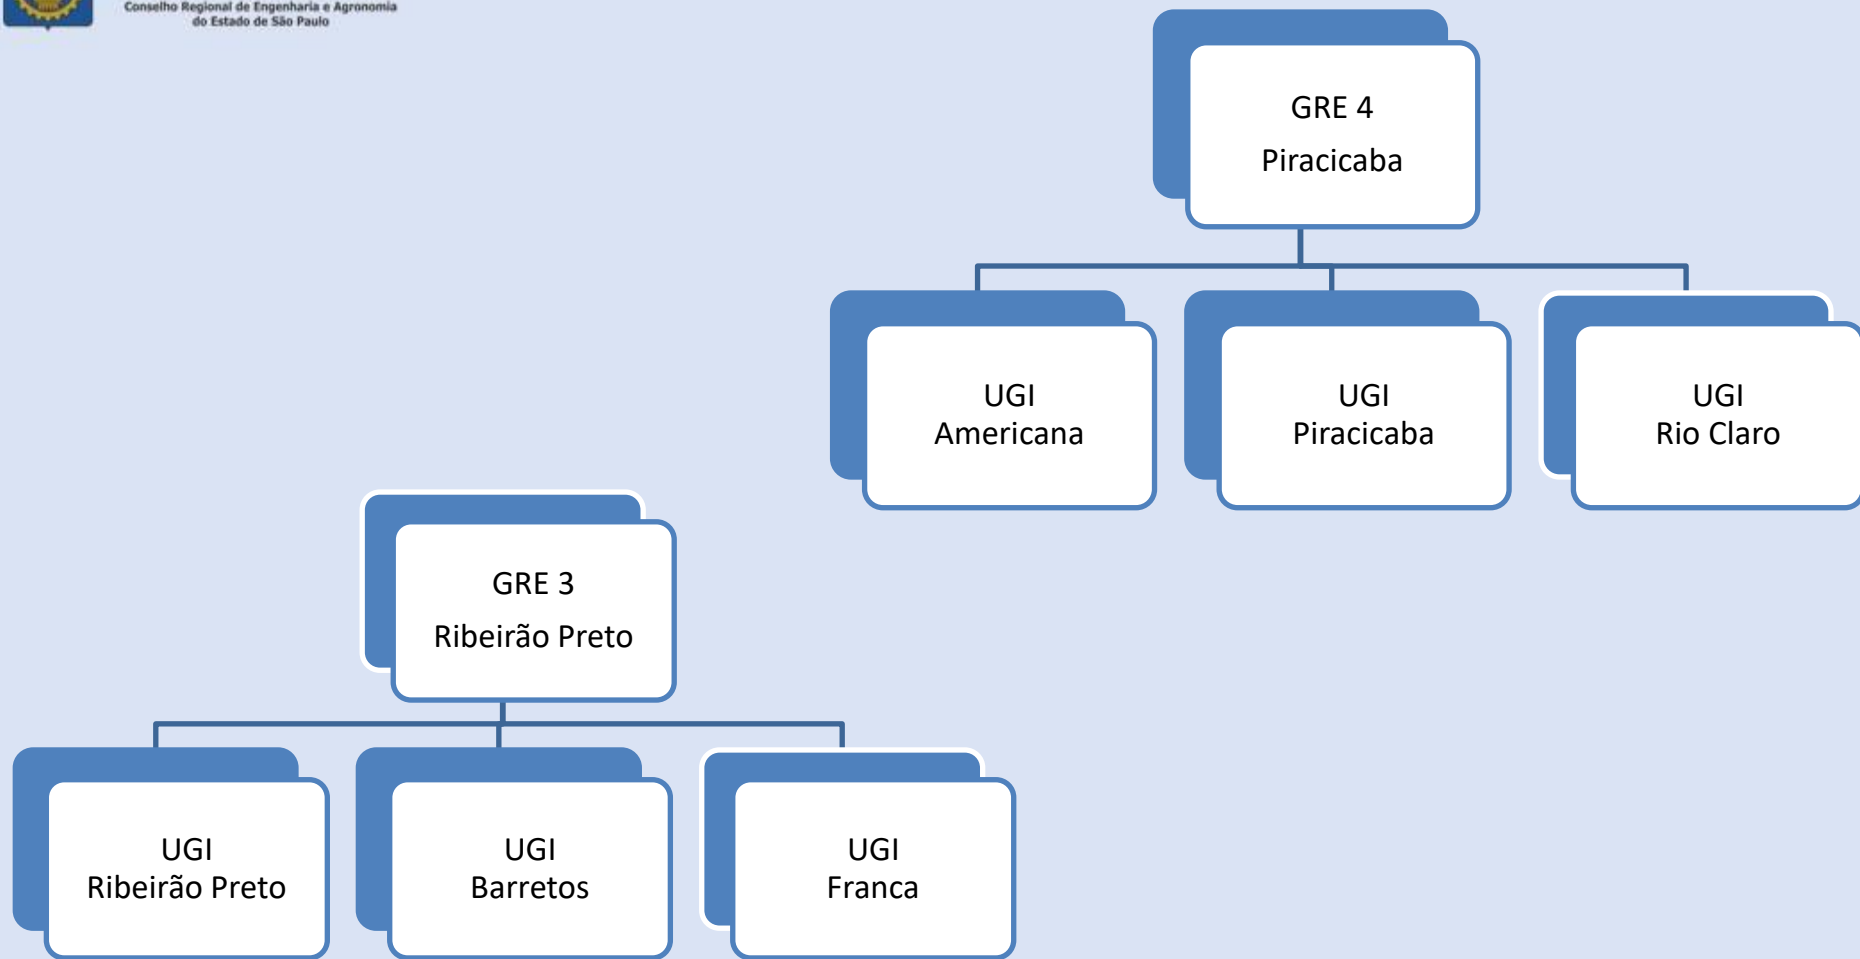 Conselho Regional de Engenharia e Agronomia
do Estado de São Paulo
GRE 4
Piracicaba
UGI
Americana
UGI
Piracicaba
UGI
Rio Claro
GRE 3
Ribeirão Preto
UGI
Ribeirão Preto
UGI
Barretos
UGI
Franca